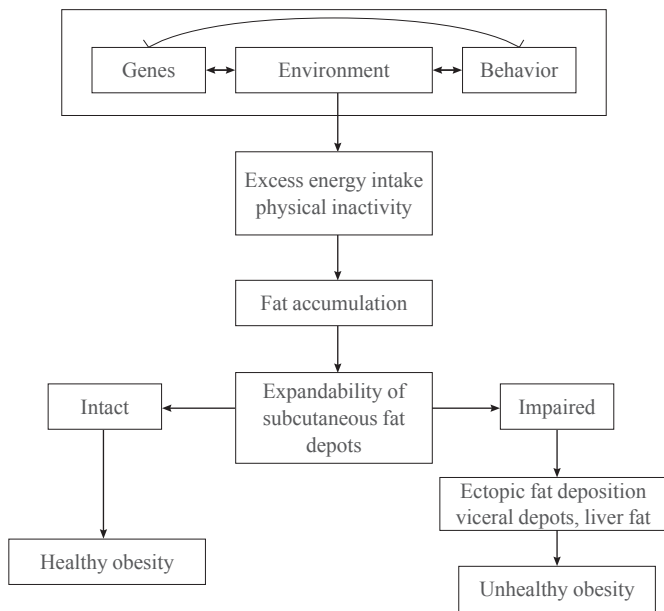 Genes
Environment
Behavior
Excess energy intake
physical inactivity
Fat accumulation
Intact
Expandability of
subcutaneous fat
depots
Impaired
Ectopic fat deposition
viceral depots, liver fat
Healthy obesity
Unhealthy obesity